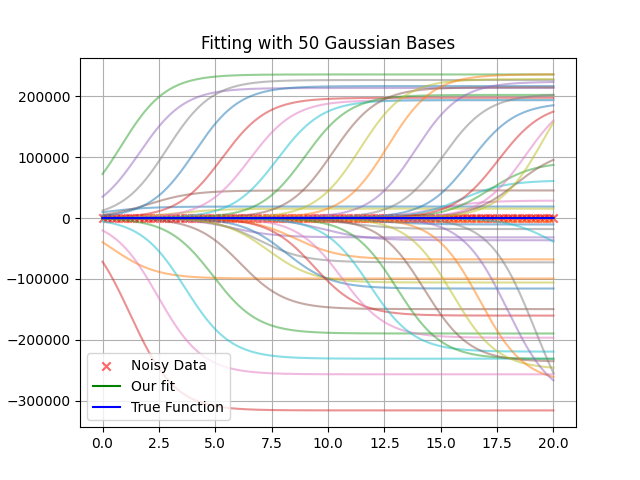 Fitting with 50 Gaussian Bases
200000
100000
0
−100000
−200000
−300000
Noisy Data
Our fit
True Function
0.0 2.5 5.0 7.5 10.0 12.5 15.0 17.5 20.0